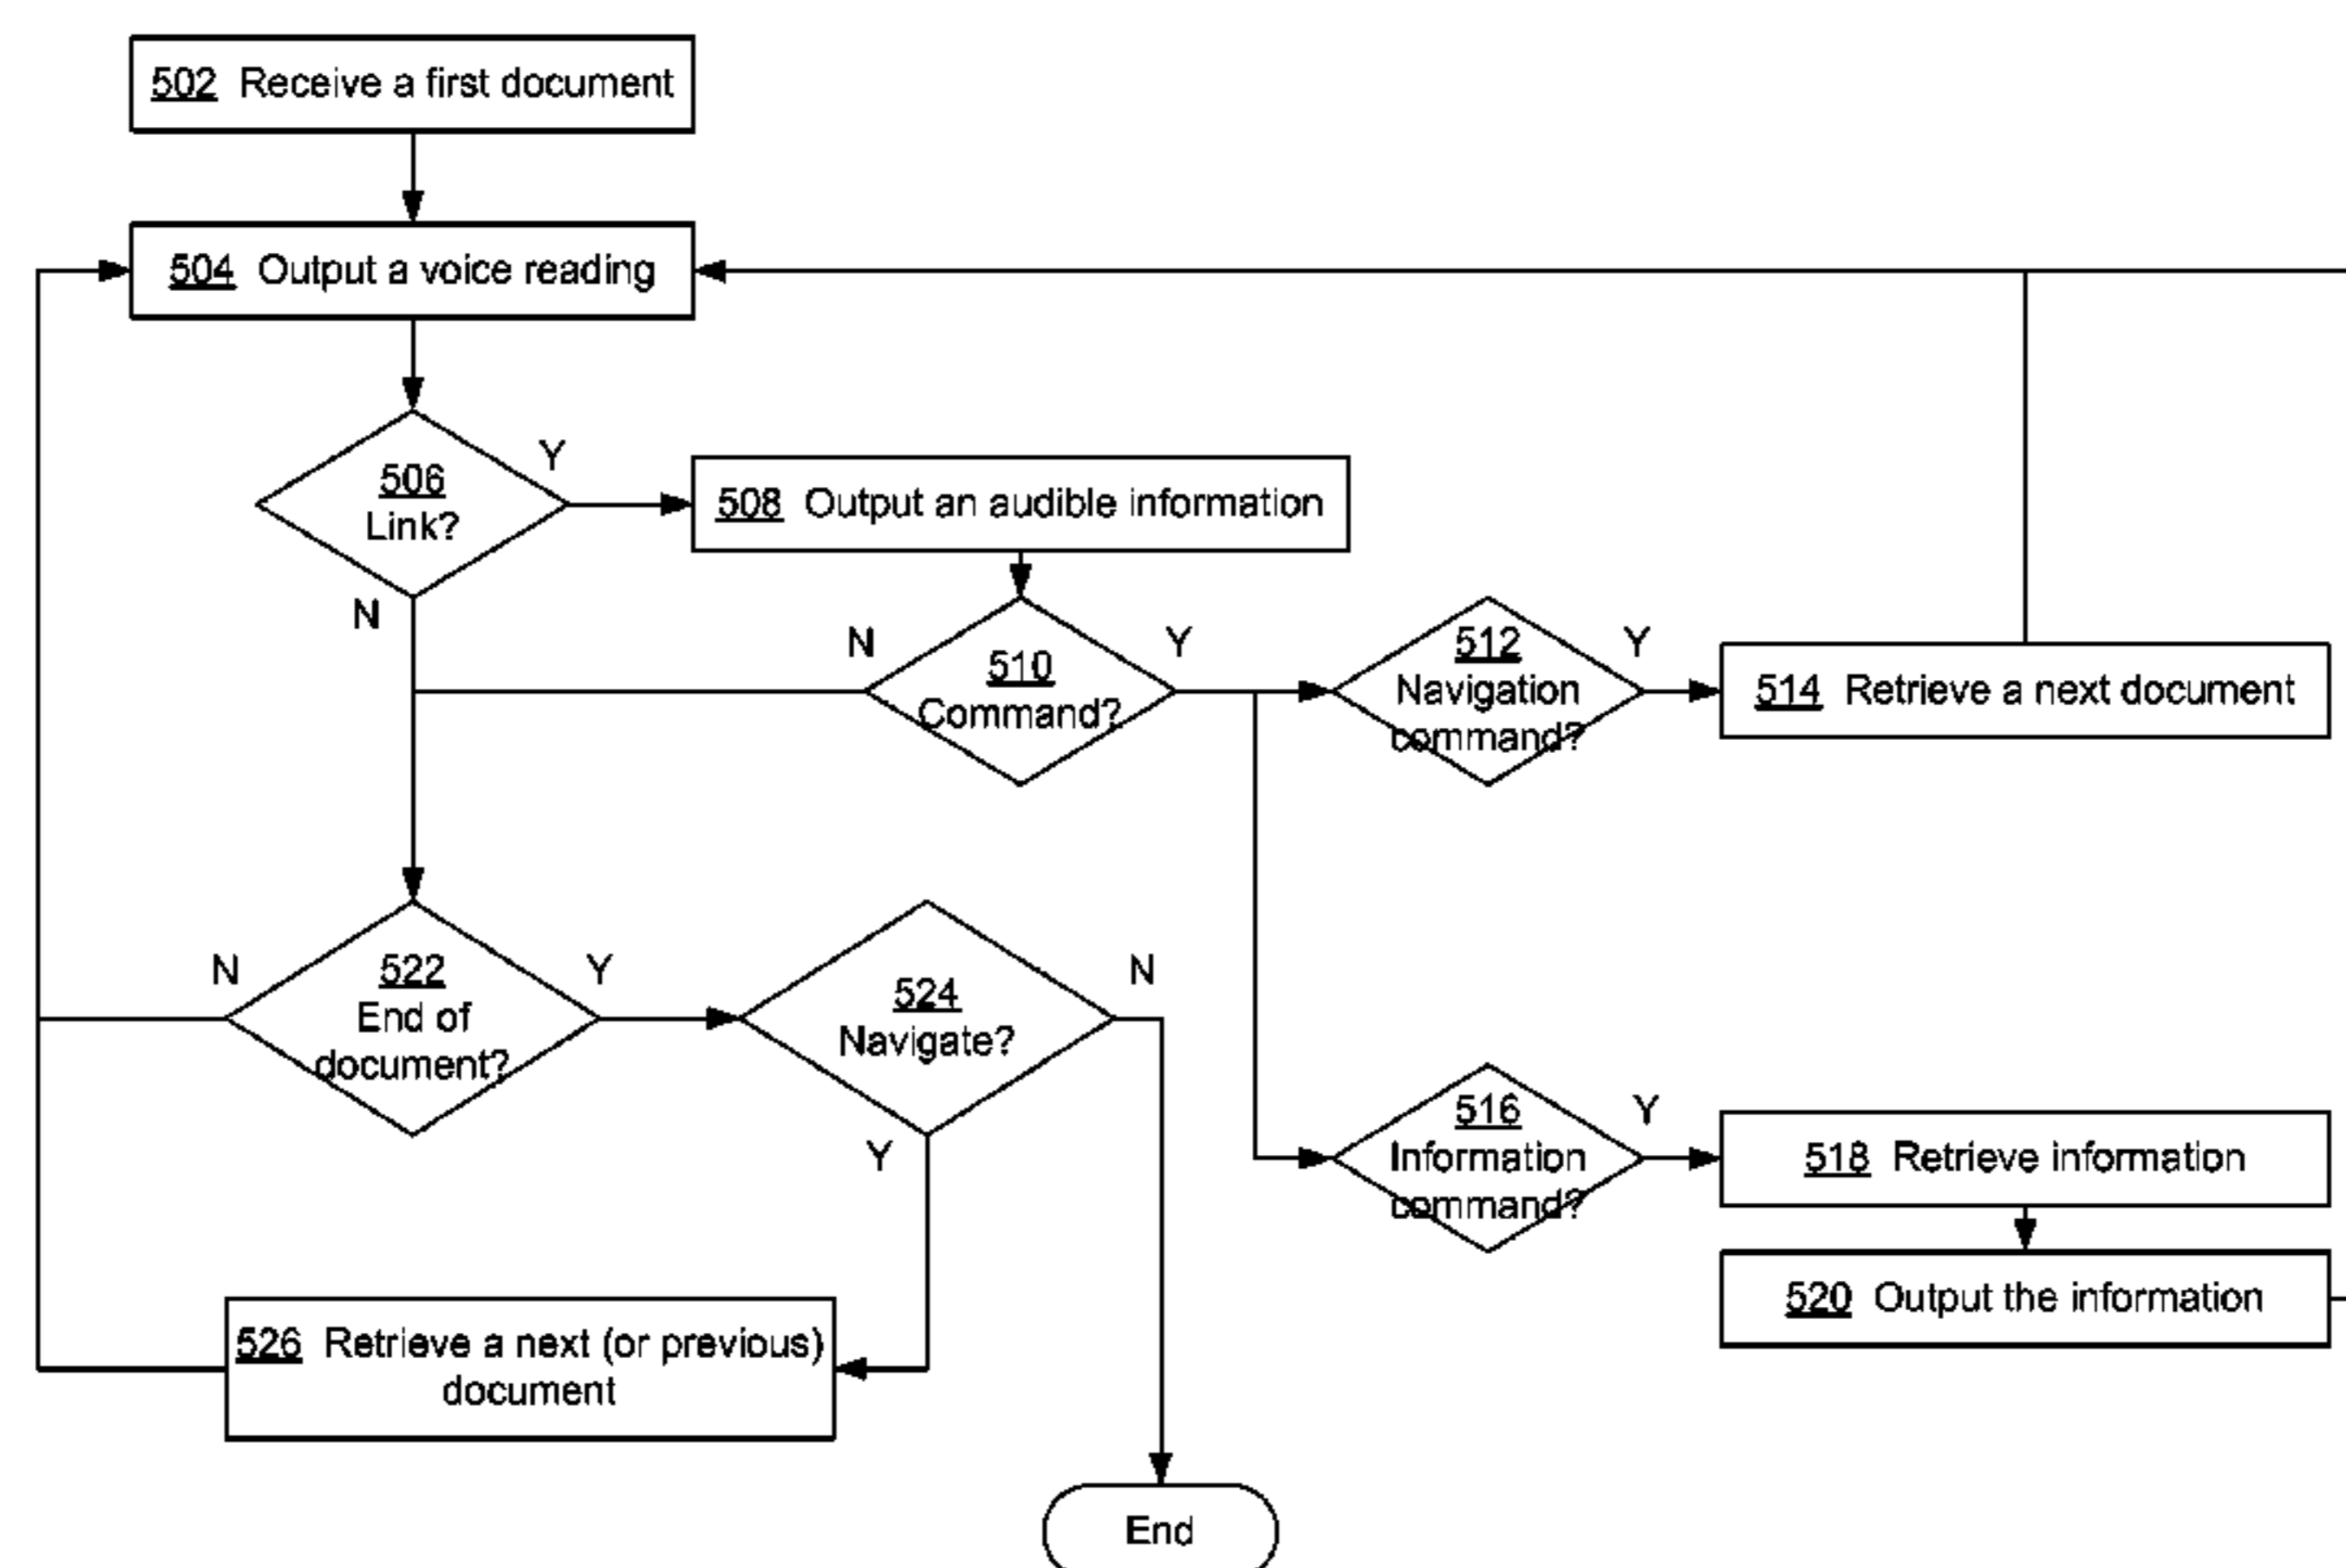 502 Receive a first document
504 Output a voice reading
Y
506
Link?
508 Output an audible information
N
N
Y
Y
510
Command?
512
Navigation
command?
514 Retrieve a next document
N
Y
N
522
End of
document?
524
Navigate?
Y
Y
516
Information
command?
518 Retrieve information
520 Output the information
526 Retrieve a next (or previous)
document
End